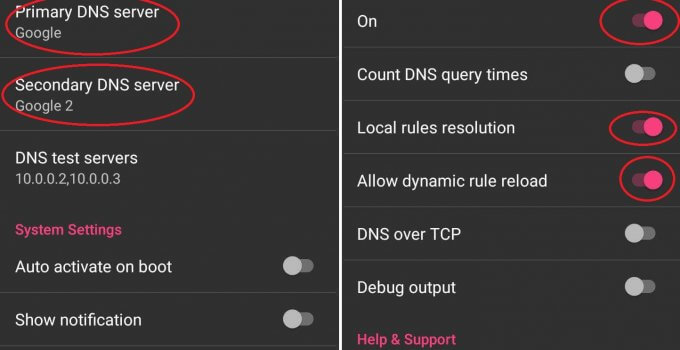 Primary DNS server
Google
Secondary DNS server
Google 2
DNS test servers
10.0.0.2,10.0.0.3
System Settings
Auto activate on boot
Show notification
On
Count DNS query times
Local rules resolution
Allow dynamic rule reload
DNS over TCP
Debug output
Help & Support